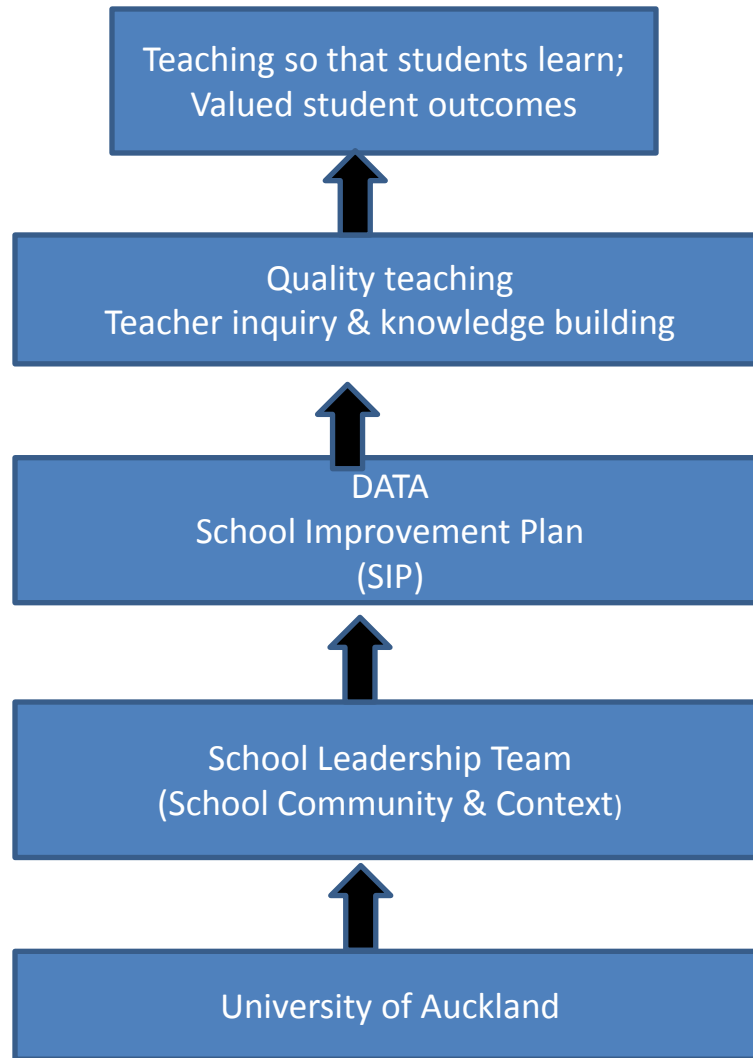 Teaching so that students learn;
Valued student outcomes
Quality teaching
Teacher inquiry & knowledge building
DATA
School Improvement Plan
(SIP)
School Leadership Team
(School Community & Context)
University of Auckland